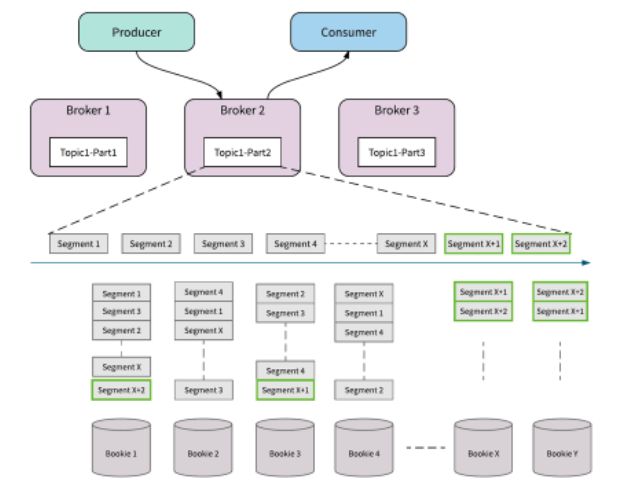 Producer
Consumer
Broker 1
Broker 2
Broker 3
Topic1-Part1
Topic1-Part2
Topic1-Part3
Segment 1
Segment 2
Segment 3
Segment 4
Segment X
Segment X+1
Segment X+2
Segment 1
Segment 3
Segment 2
Segment X
Segment X+2
Segment 4
Segment 1
Segment X
Segment 3
Segment 2
Segment 3
Segment 4
Segment X+1
Segment X
Segment 1
Segment 4
Segment 2
Segment X+1
Segment X+2
Segment X+2
Segment X+1
Bookie 1
Bookie 2
Bookie 3
Bookie 4
Bookie X
Bookie Y